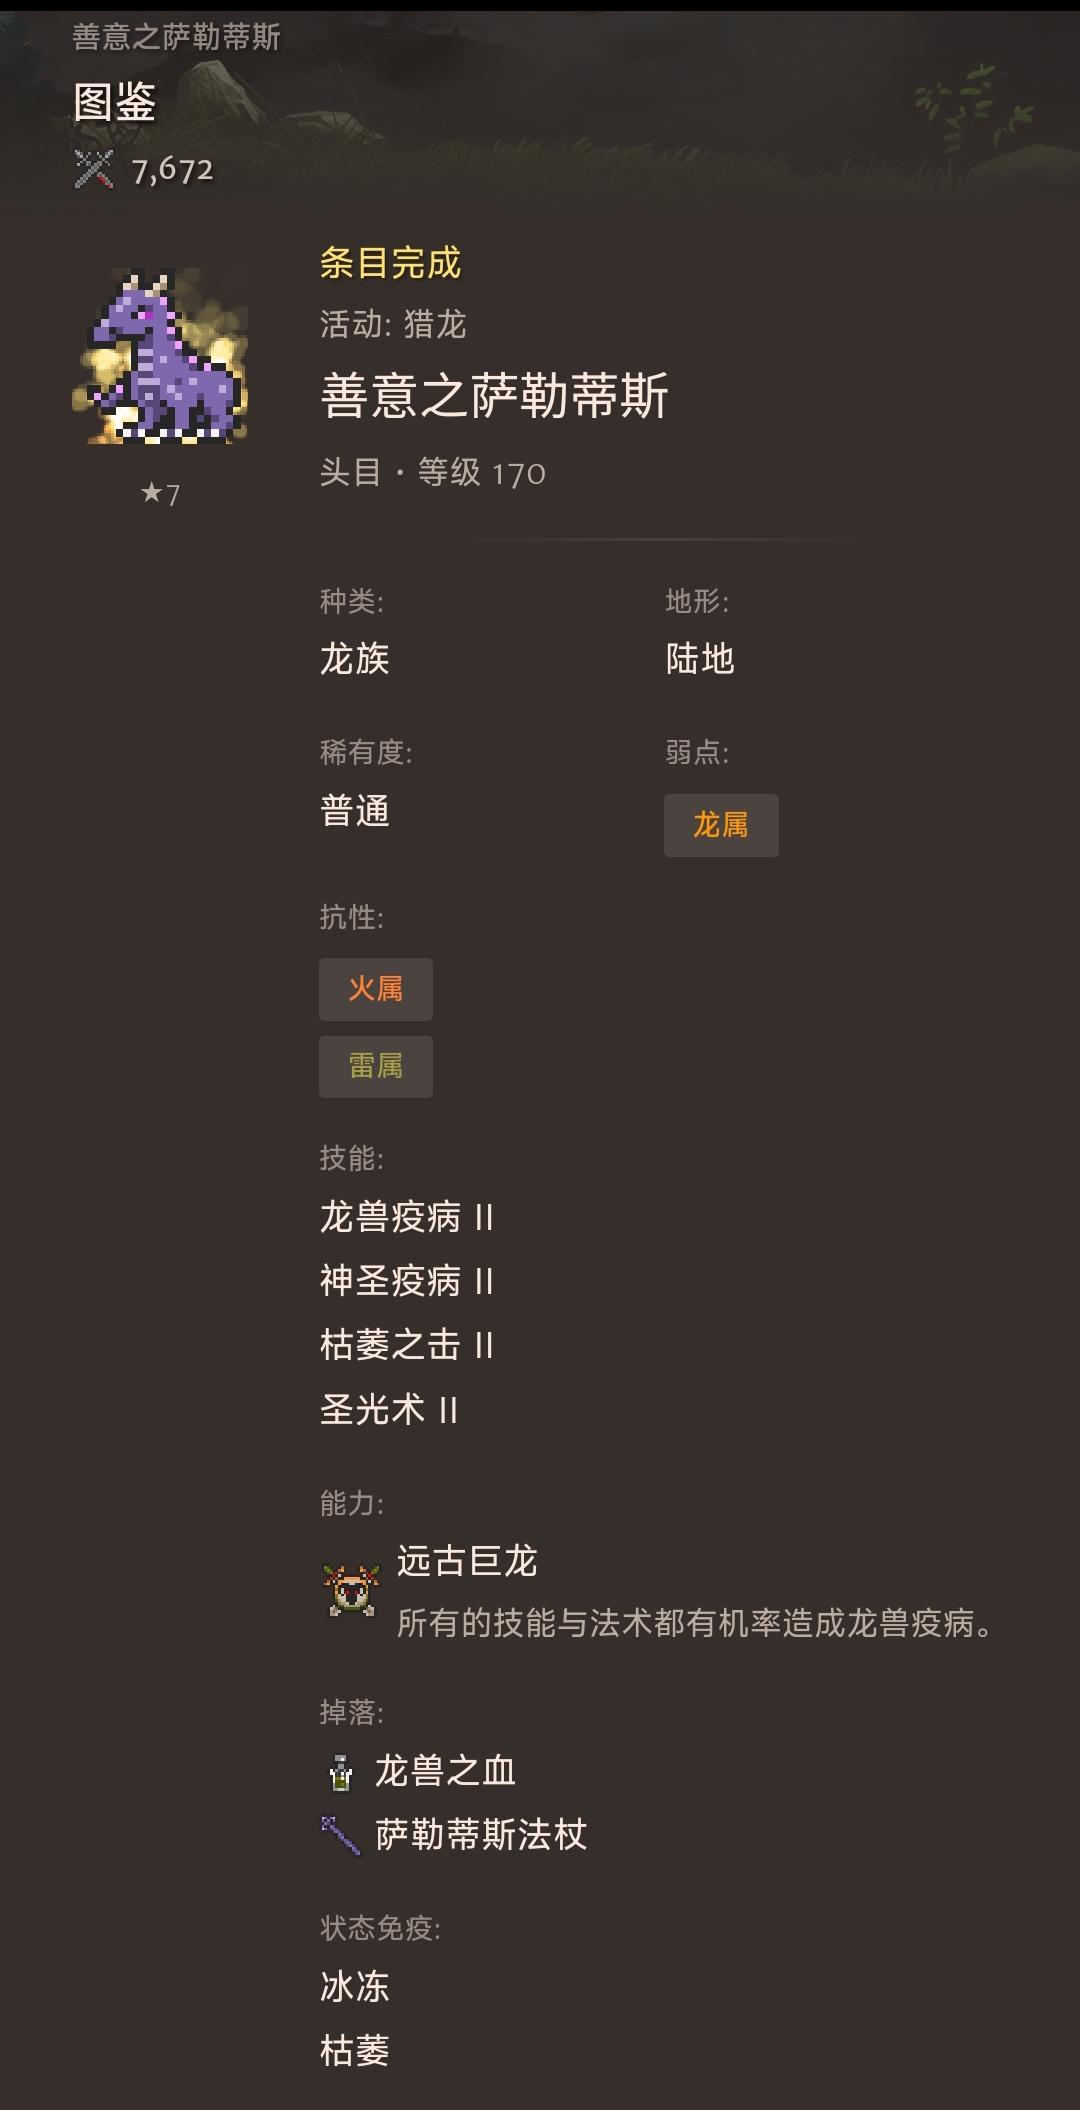 善意之萨勒蒂斯
图鉴
7,672
条目完成
活动: 猎龙
善意之萨勒蒂斯
头目・等级 170
★7
种类:
龙族
地形:
陆地
稀有度:
普通
弱点:
龙属
抗性:
火属
雷属
技能:
龙兽疫病 II
神圣疫病 II
枯萎之击 II
圣光术 II
能力:
远古巨龙
所有的技能与法术都有机率造成龙兽疫病。
掉落:
龙兽之血
萨勒蒂斯法杖
状态免疫:
冰冻
枯萎